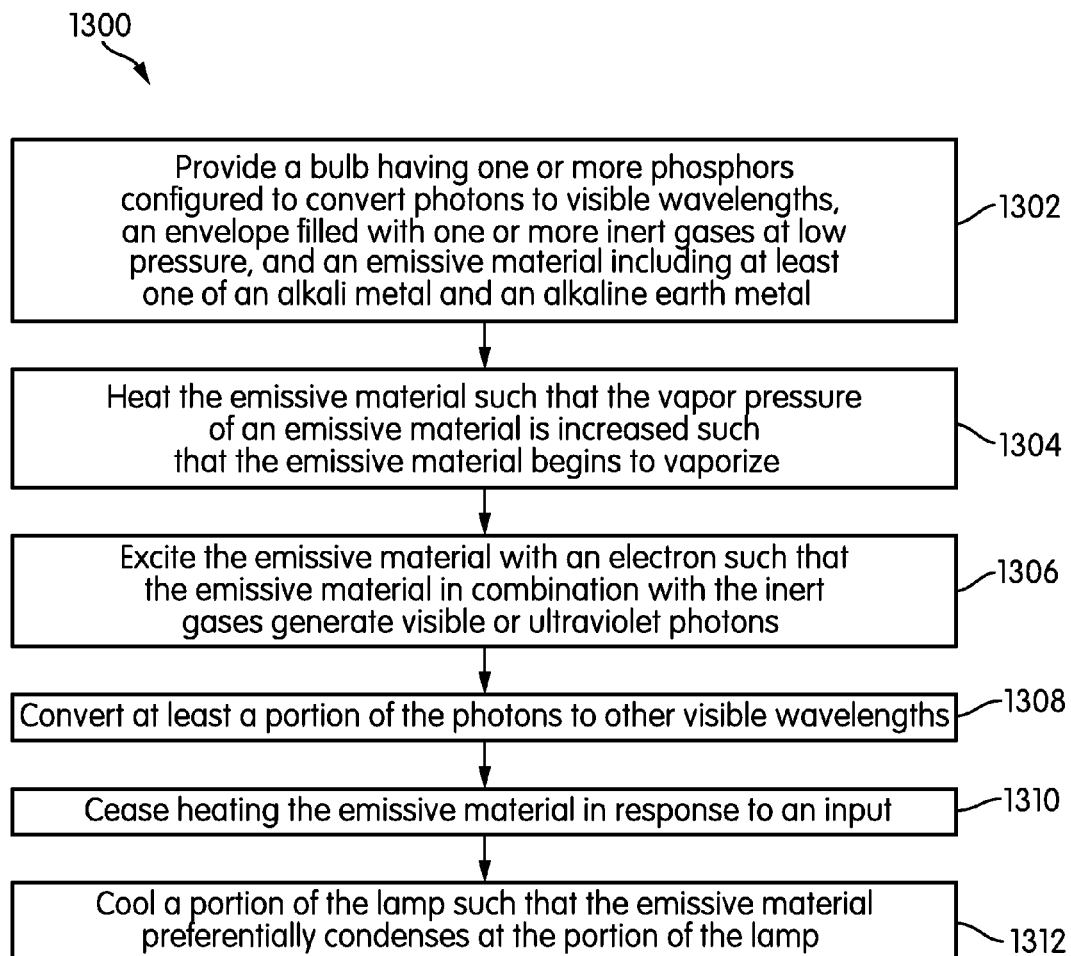 1300
Provide a bulb having one or more phosphors
configured to convert photons to visible wavelengths,
an envelope filled with one or more inert gases at low
pressure, and an emissive material including at least
one of an alkali metal and an alkaline earth metal
1302
Heat the emissive material such that the vapor pressure
of an emissive material is increased such
that the emissive material begins to vaporize
1304
Excite the emissive material with an electron such that
the emissive material in combination with the inert
gases generate visible or ultraviolet photons
1306
Convert at least a portion of the photons to other visible wavelengths
1308
Cease heating the emissive material in response to an input
1310
Cool a portion of the lamp such that the emissive material
preferentially condenses at the portion of the lamp
1312